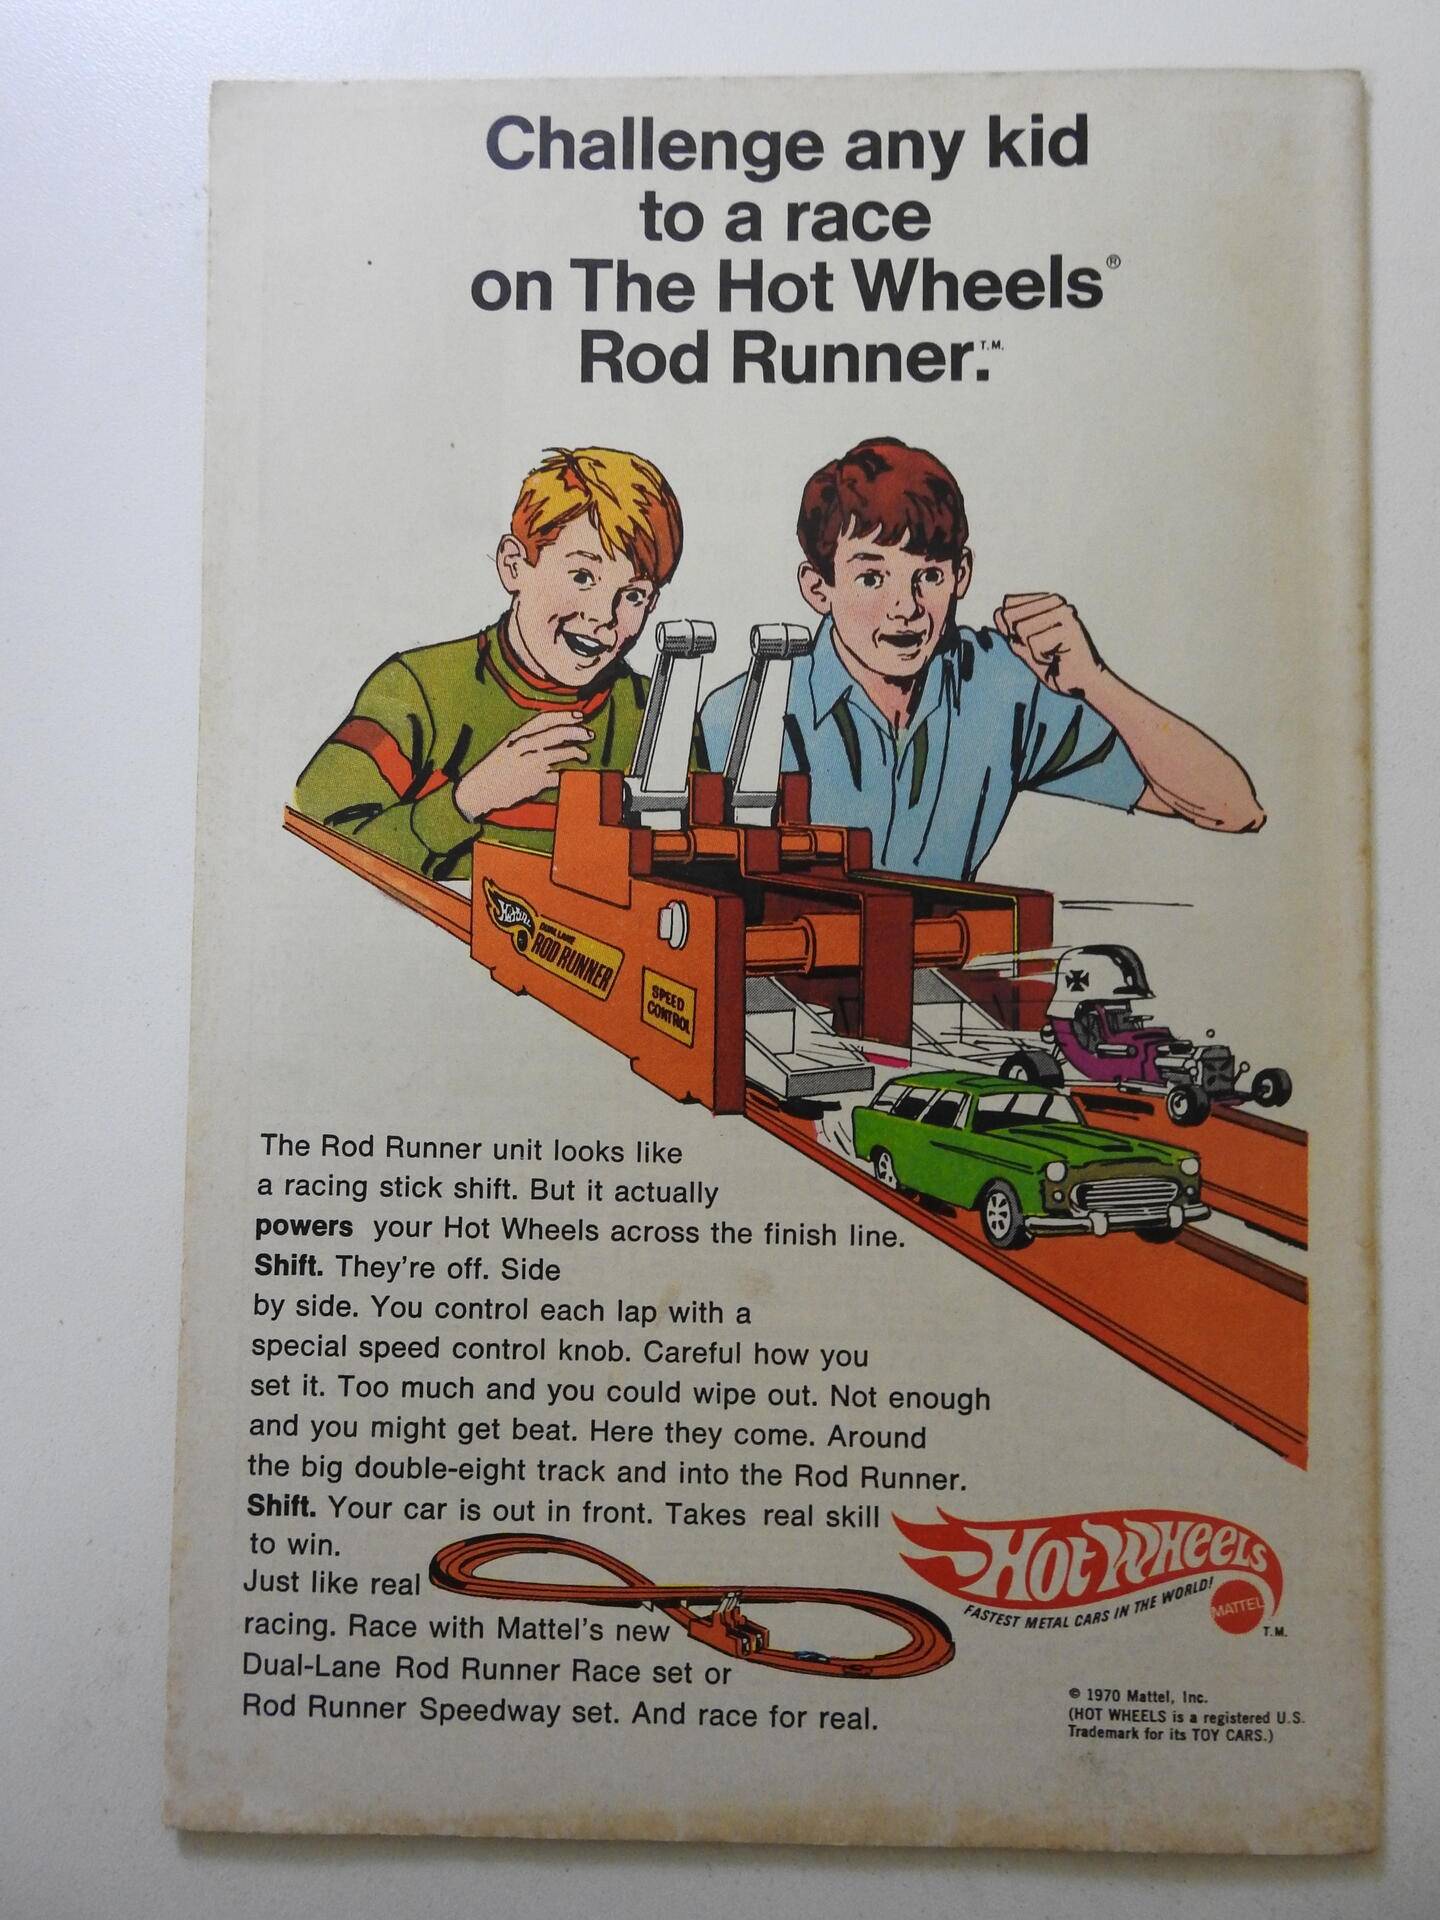 Challenge any kid
to a race
on The Hot Wheels®
Rod Runner.T.M.
Hot Wheels
DUAL LANE
ROD RUNNER
SPEED
CONTROL
The Rod Runner unit looks like
a racing stick shift. But it actually
powers your Hot Wheels across the finish line.
Shift. They're off. Side
by side. You control each lap with a
special speed control knob. Careful how you
set it. Too much and you could wipe out. Not enough
and you might get beat. Here they come. Around
the big double-eight track and into the Rod Runner.
Shift. Your car is out in front. Takes real skill
to win.
Just like real
racing. Race with Mattel's new
Dual-Lane Rod Runner Race set or
Rod Runner Speedway set. And race for real.
Hot Wheels
FASTEST METAL CARS IN THE WORLD!
MATTEL
T.M.
© 1970 Mattel, Inc.
(HOT WHEELS is a registered U.S.
Trademark for its TOY CARS.)